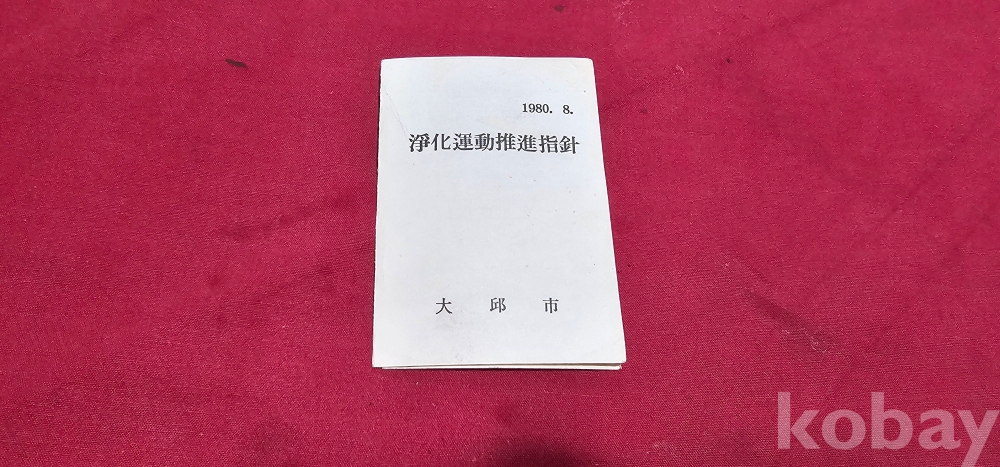 1980. 8.
淨化運動推進指針
大邱市
kobay